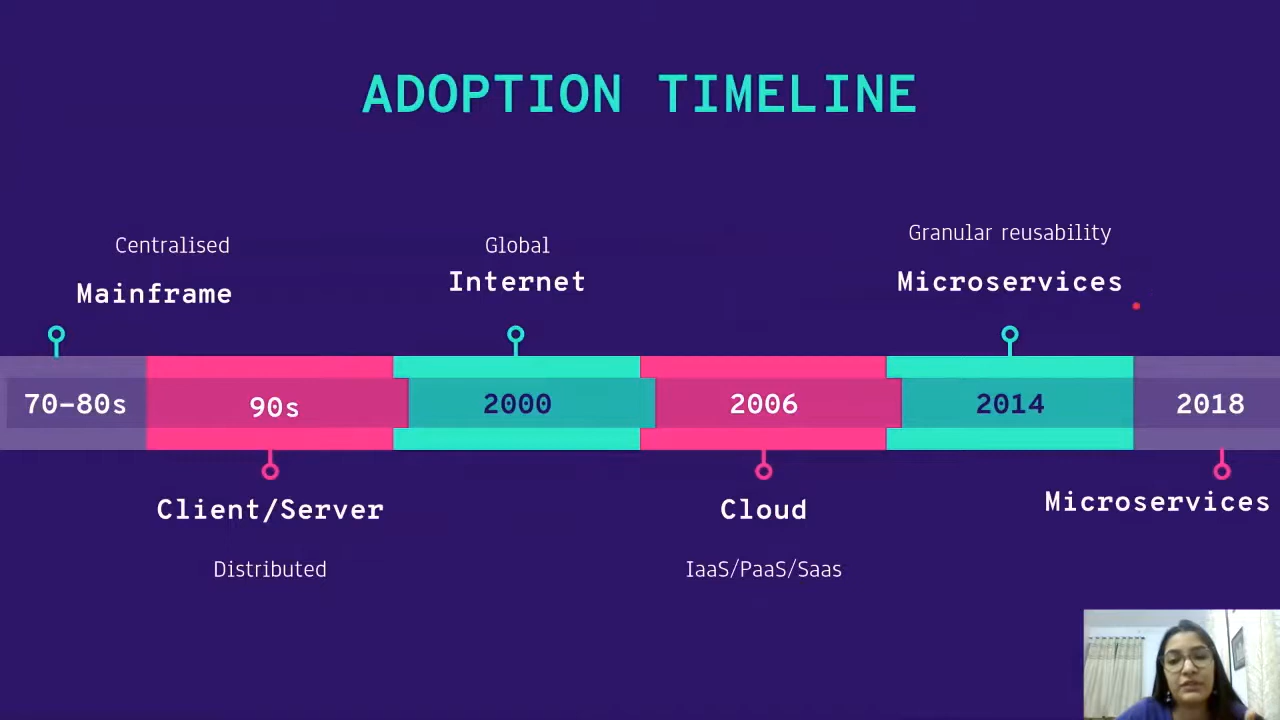 ADOPTION TIMELINE
Centralised
Mainframe
Global
Internet
Granular reusability
Microservices
70-80s
90s
2000
2006
2014
2018
Client/Server
Distributed
Cloud
IaaS/PaaS/Saas
Microservices